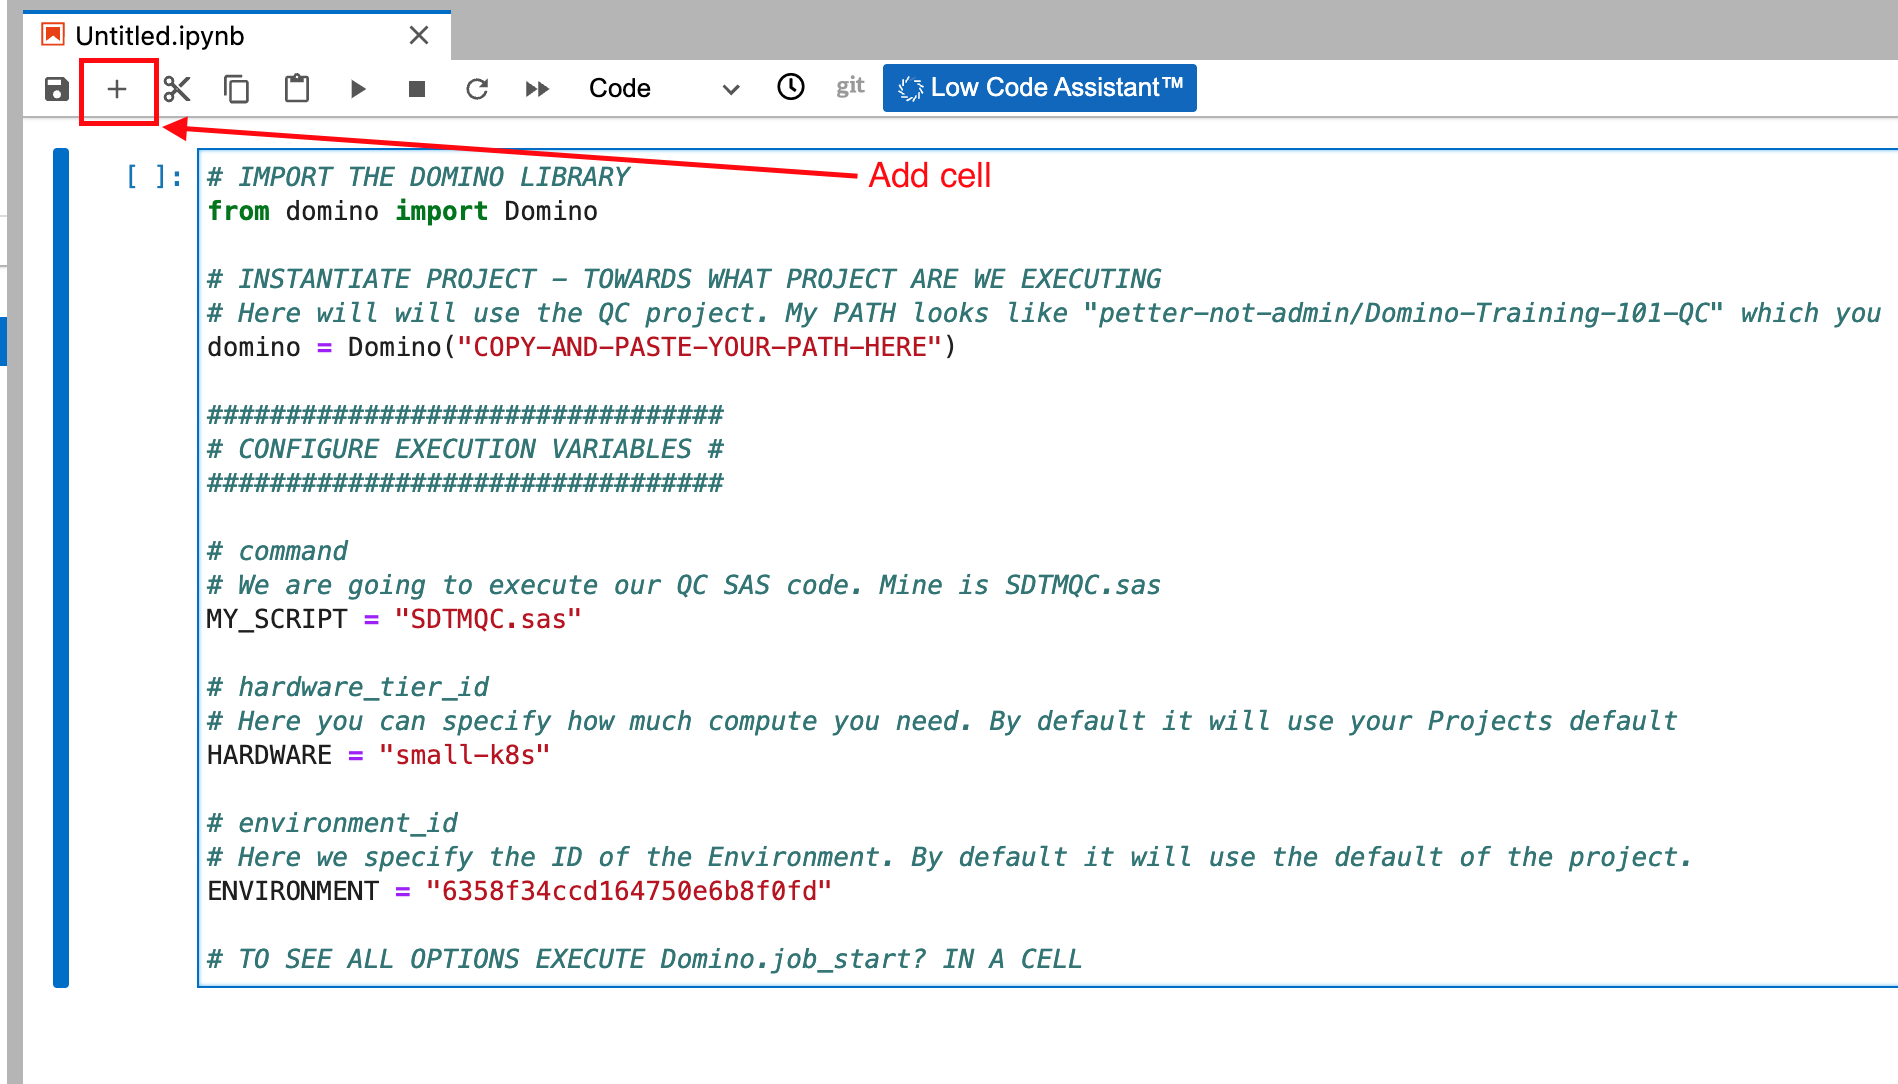 Untitled.ipynb
Code
git
Low Code Assistant™
Add cell
[ ]:
# IMPORT THE DOMINO LIBRARY
from domino import Domino
# INSTANTIATE PROJECT - TOWARDS WHAT PROJECT ARE WE EXECUTING
# Here will will use the QC project. My PATH looks like "petter-not-admin/Domino-Training-101-QC" which you
domino = Domino("COPY-AND-PASTE-YOUR-PATH-HERE")
#################################
# CONFIGURE EXECUTION VARIABLES #
#################################
# command
# We are going to execute our QC SAS code. Mine is SDTMQC.sas
MY_SCRIPT = "SDTMQC.sas"
# hardware_tier_id
# Here you can specify how much compute you need. By default it will use your Projects default
HARDWARE = "small-k8s"
# environment_id
# Here we specify the ID of the Environment. By default it will use the default of the project.
ENVIRONMENT = "6358f34ccd164750e6b8f0fd"
# TO SEE ALL OPTIONS EXECUTE Domino.job_start? IN A CELL